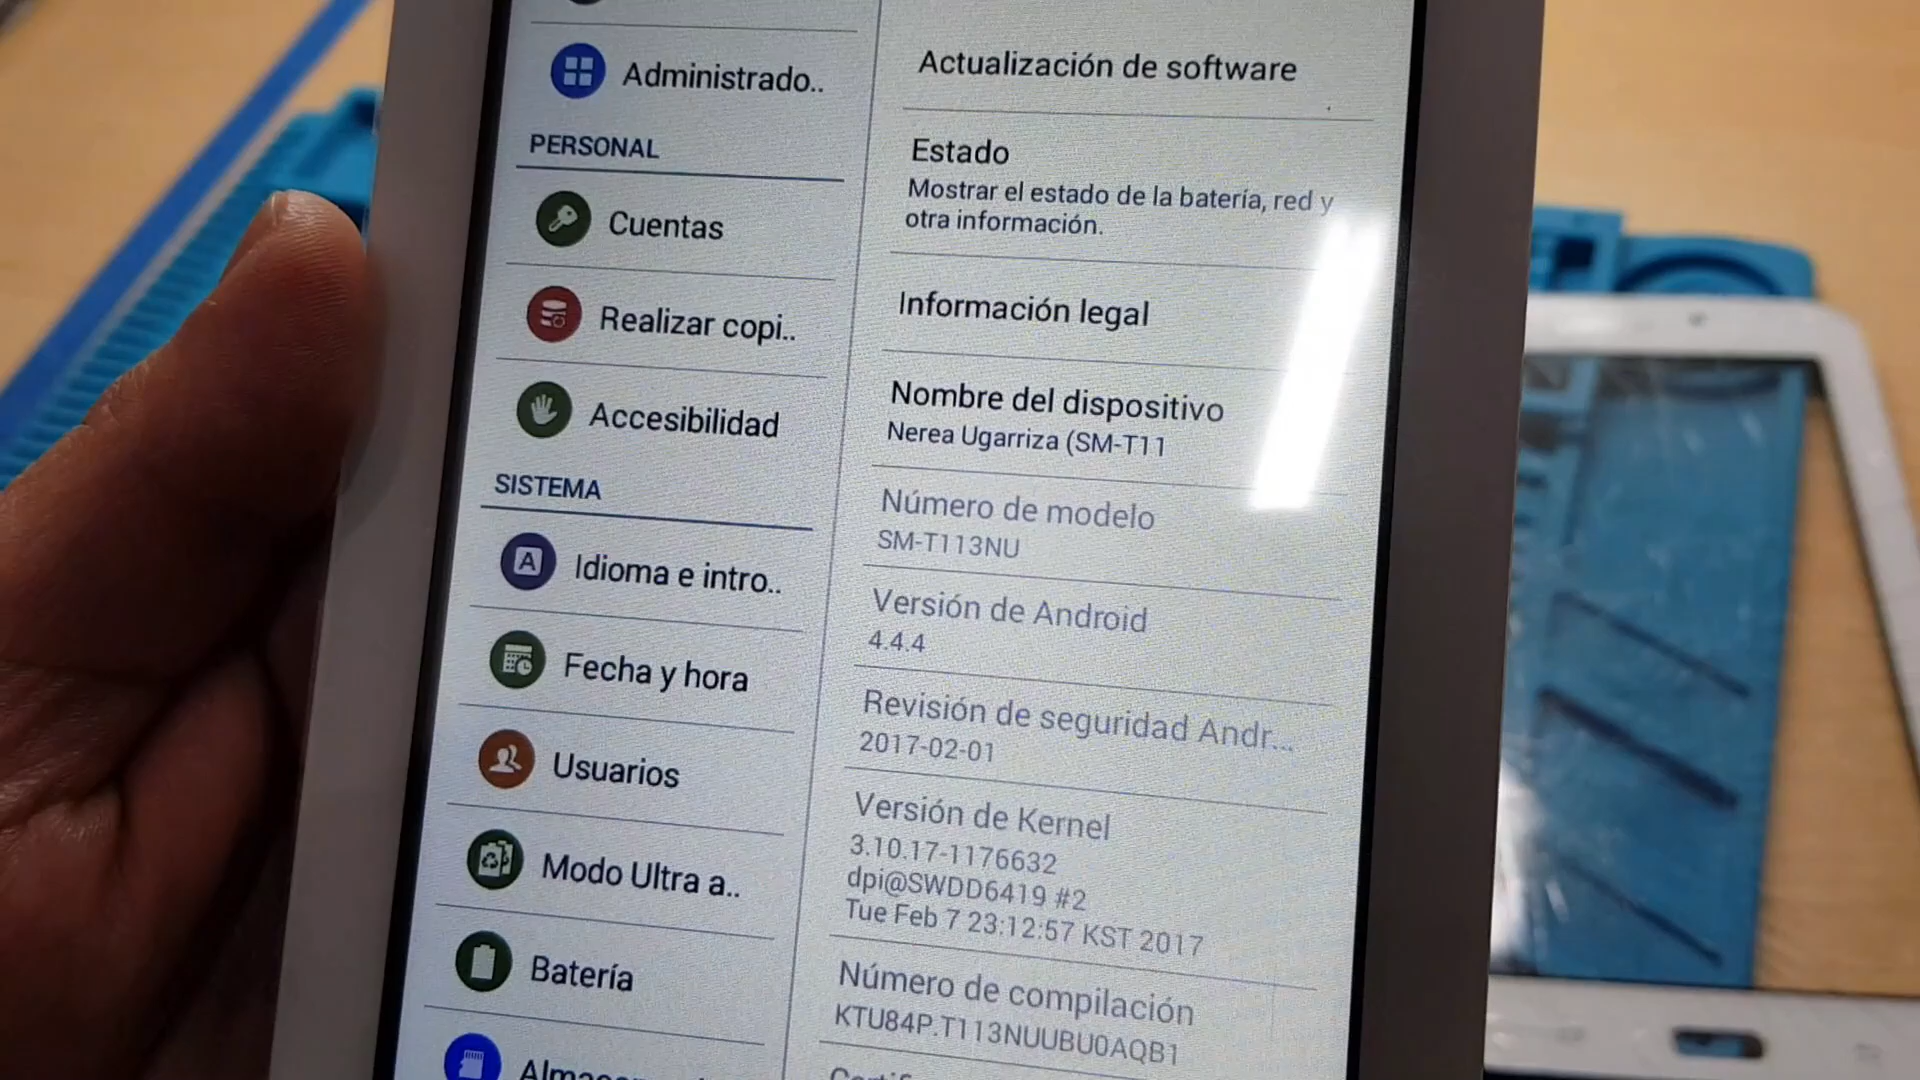 Administrado..
PERSONAL
Cuentas
Realizar copi..
Accesibilidad
SISTEMA
Idioma e intro..
Fecha y hora
Usuarios
Modo Ultra a..
Batería
Actualización de software
Estado
Mostrar el estado de la batería, red y
otra información.
Información legal
Nombre del dispositivo
Nerea Ugarriza (SM-T11
Número de modelo
SM-T113NU
Versión de Android
4.4.4
Revisión de seguridad Andr...
2017-02-01
Versión de Kernel
3.10.17-1176632
dpi@SWDD6419 #2
Tue Feb 7 23:12:57 KST 2017
Número de compilación
KTU84P.T113NUUBU0AQB1